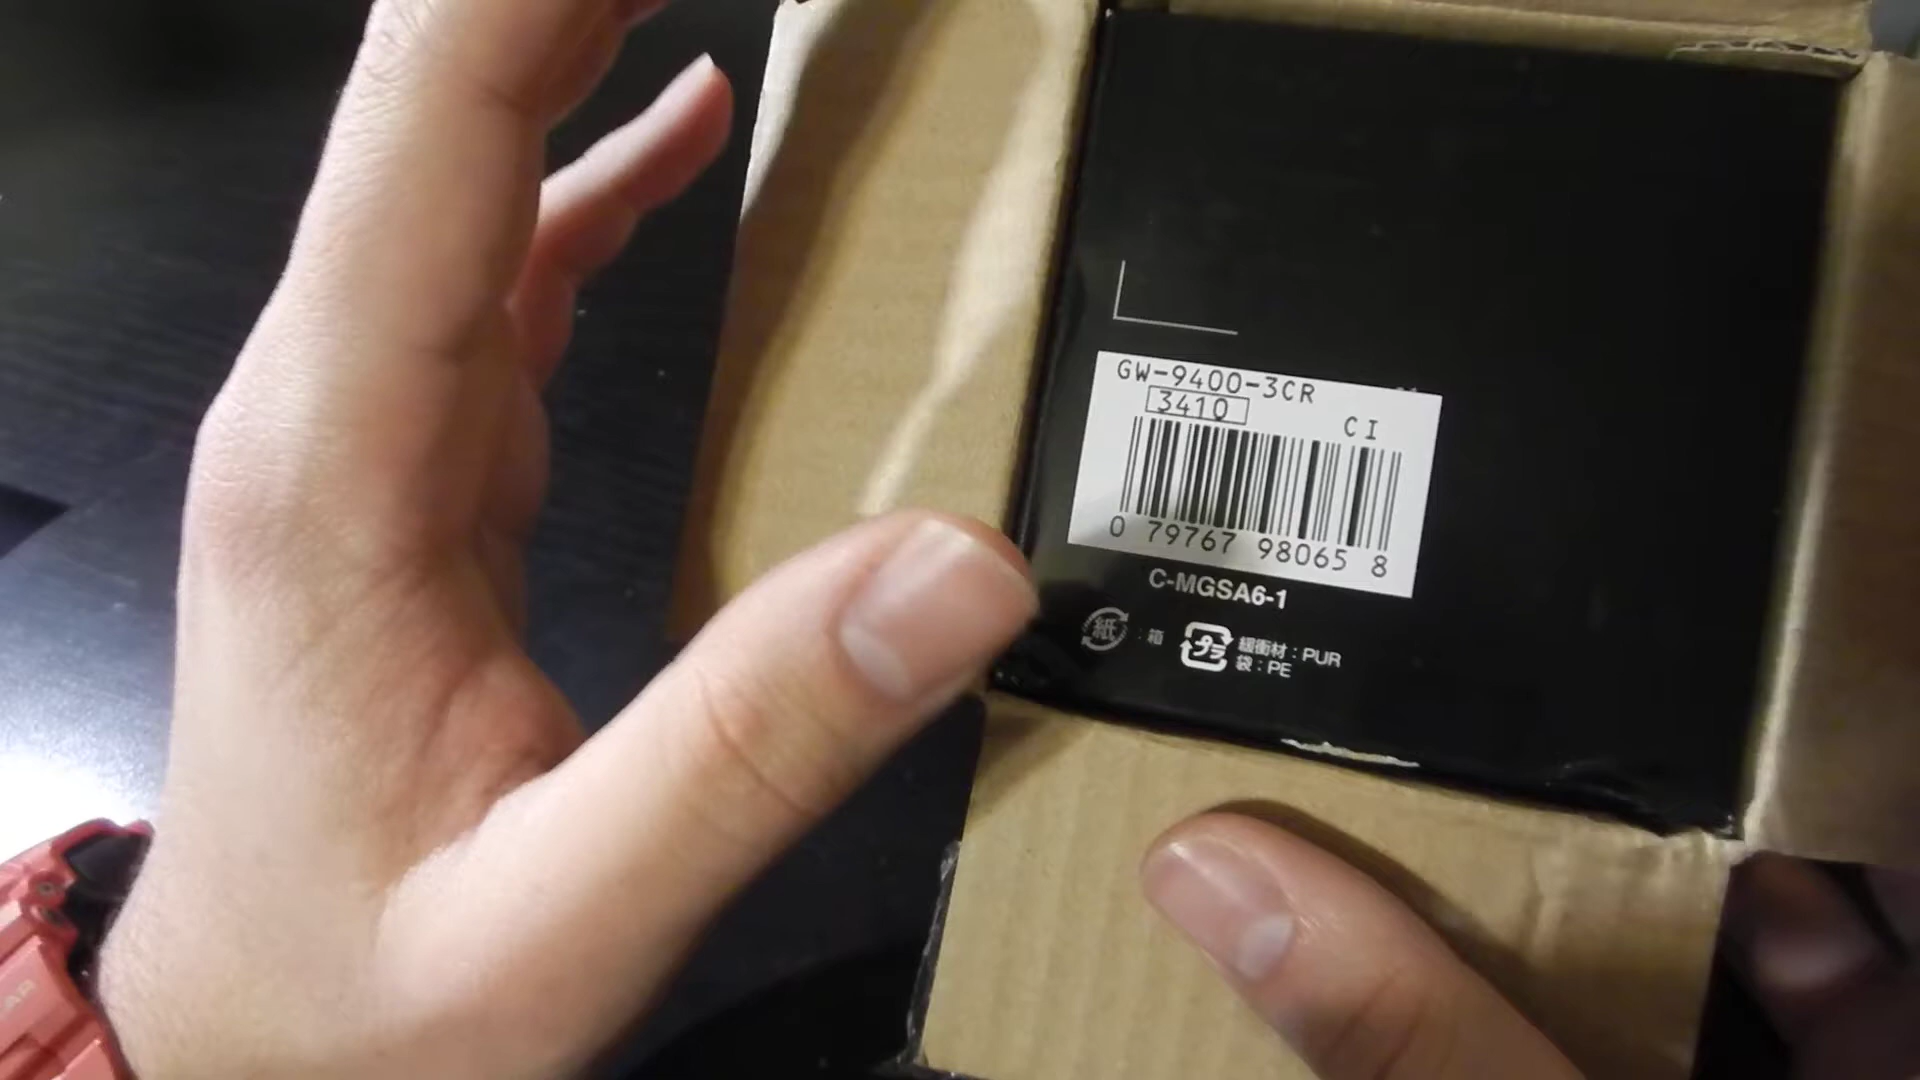 GW-9400-3CR
3410
CI
0 79767 98065 8
C-MGSA6-1
紙 : 箱
プラ 緩衝材 : PUR
袋 : PE